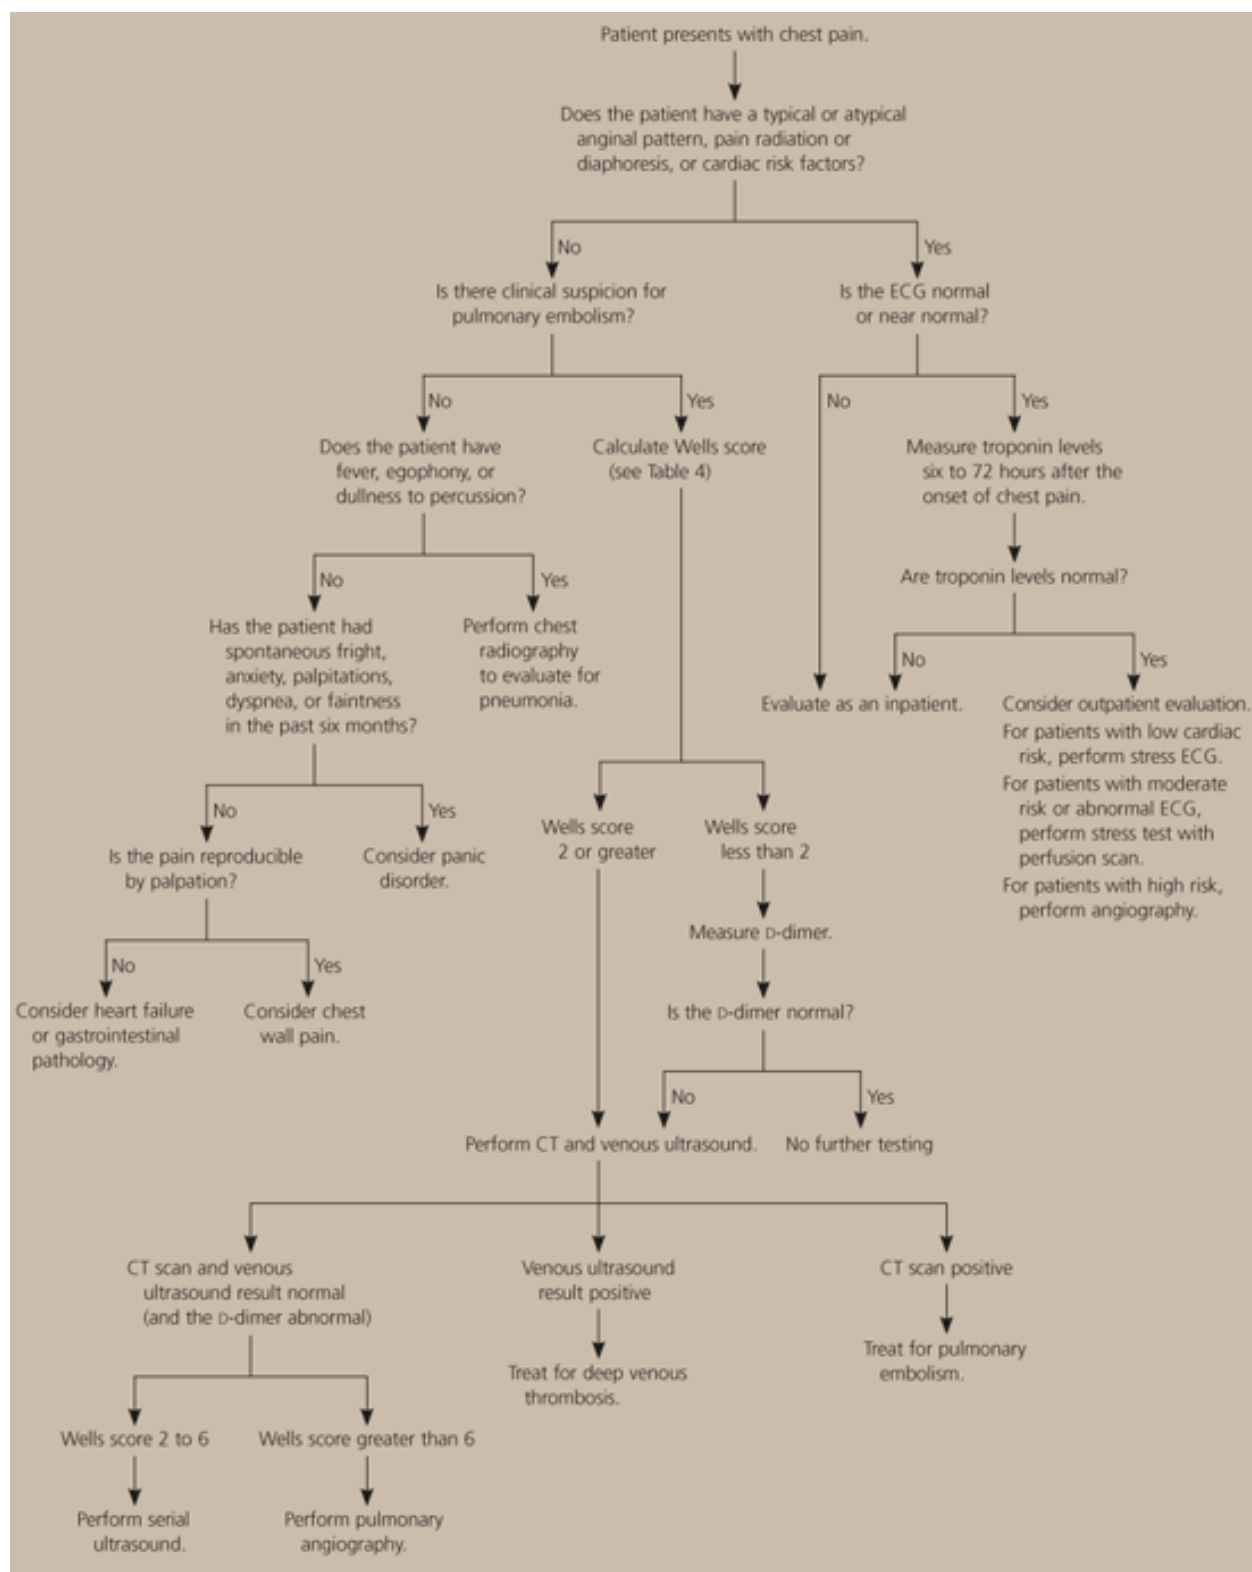 Patient presents with chest pain.
Does the patient have a typical or atypical
anginal pattern, pain radiation or
diaphoresis, or cardiac risk factors?
No
Yes
Is there clinical suspicion for
pulmonary embolism?
Is the ECG normal
or near normal?
No
Yes
No
Yes
Does the patient have
fever, egophony, or
dullness to percussion?
Calculate Wells score
(see Table 4)
Measure troponin levels
six to 72 hours after the
onset of chest pain.
Are troponin levels normal?
No
Yes
No
Yes
Has the patient had
spontaneous fright,
anxiety, palpitations,
dyspnea, or faintness
in the past six months?
Perform chest
radiography
to evaluate for
pneumonia.
Evaluate as an inpatient.
Consider outpatient evaluation.
For patients with low cardiac
risk, perform stress ECG.
For patients with moderate
risk or abnormal ECG,
perform stress test with
perfusion scan.
For patients with high risk,
perform angiography.
No
Yes
Is the pain reproducible
by palpation?
Consider panic
disorder.
Wells score
2 or greater
Wells score
less than 2
Measure D-dimer.
Is the D-dimer normal?
No
Yes
Consider heart failure
or gastrointestinal
pathology.
Consider chest
wall pain.
No
Yes
Perform CT and venous ultrasound.
No further testing
CT scan and venous
ultrasound result normal
(and the D-dimer abnormal)
Venous ultrasound
result positive
CT scan positive
Treat for deep venous
thrombosis.
Treat for pulmonary
embolism.
Wells score 2 to 6
Wells score greater than 6
Perform serial
ultrasound.
Perform pulmonary
angiography.